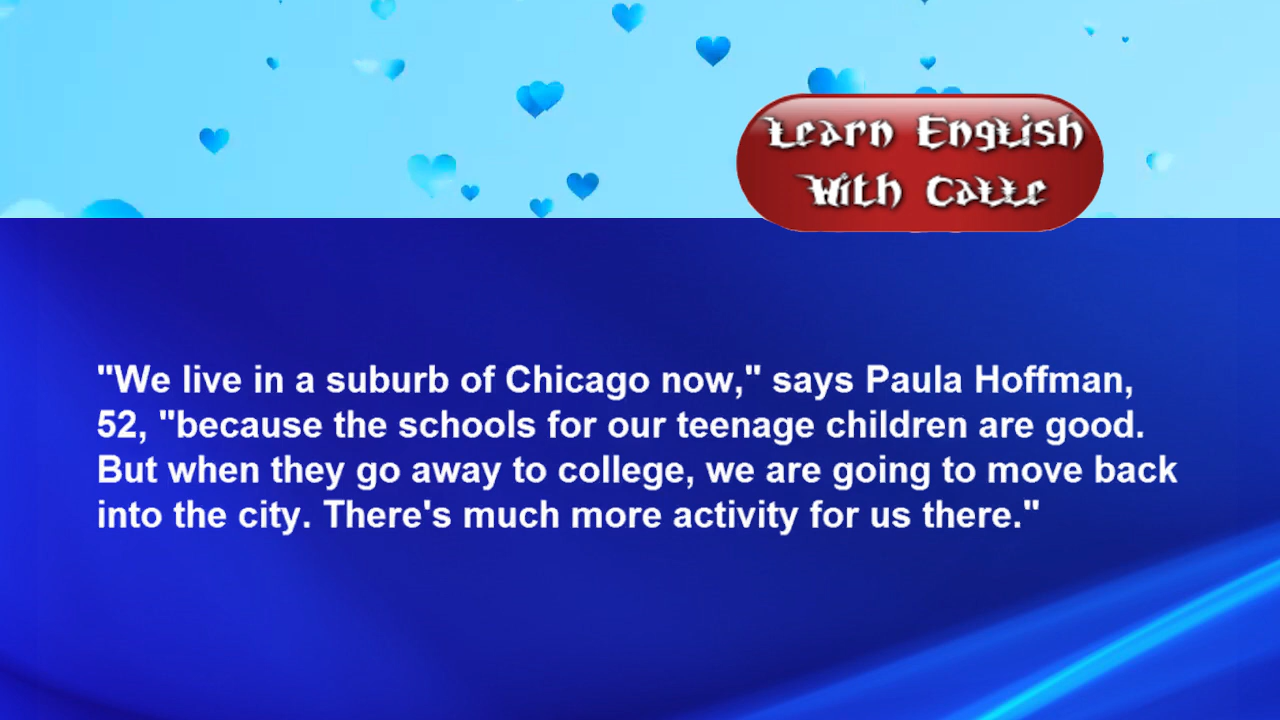 Learn English
With Catte
"We live in a suburb of Chicago now," says Paula Hoffman,
52, "because the schools for our teenage children are good.
But when they go away to college, we are going to move back
into the city. There's much more activity for us there."